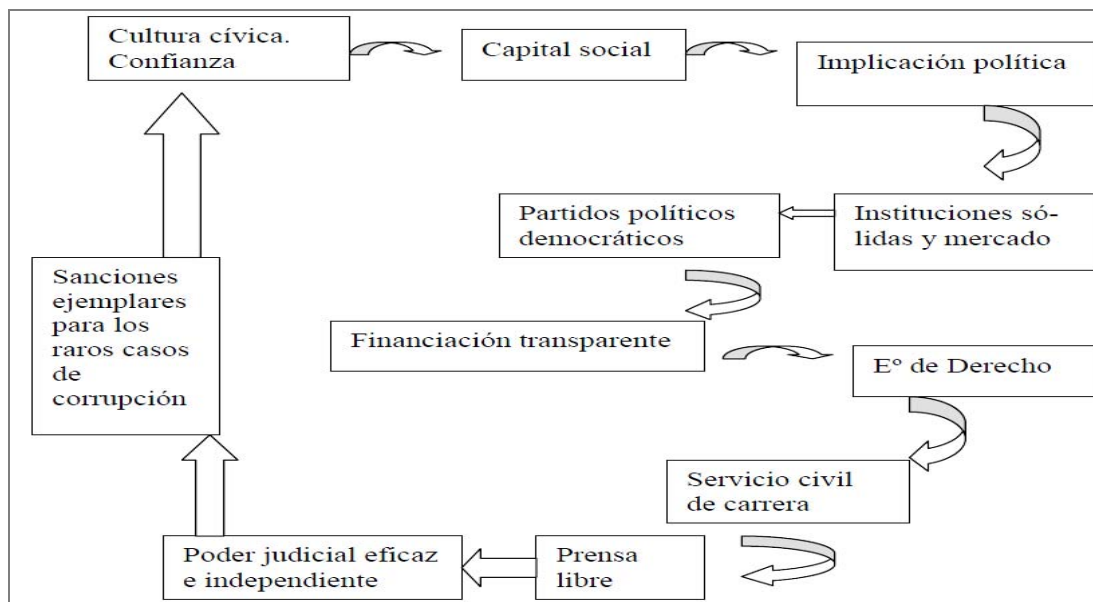 Cultura cívica.
Confianza
Capital social
Implicación política
Partidos políticos
democráticos
Instituciones só-
lidas y mercado
Sanciones
ejemplares
para los
raros casos
de
corrupción
Financiación transparente
Eº de Derecho
Servicio civil
de carrera
Poder judicial eficaz
e independiente
Prensa
libre